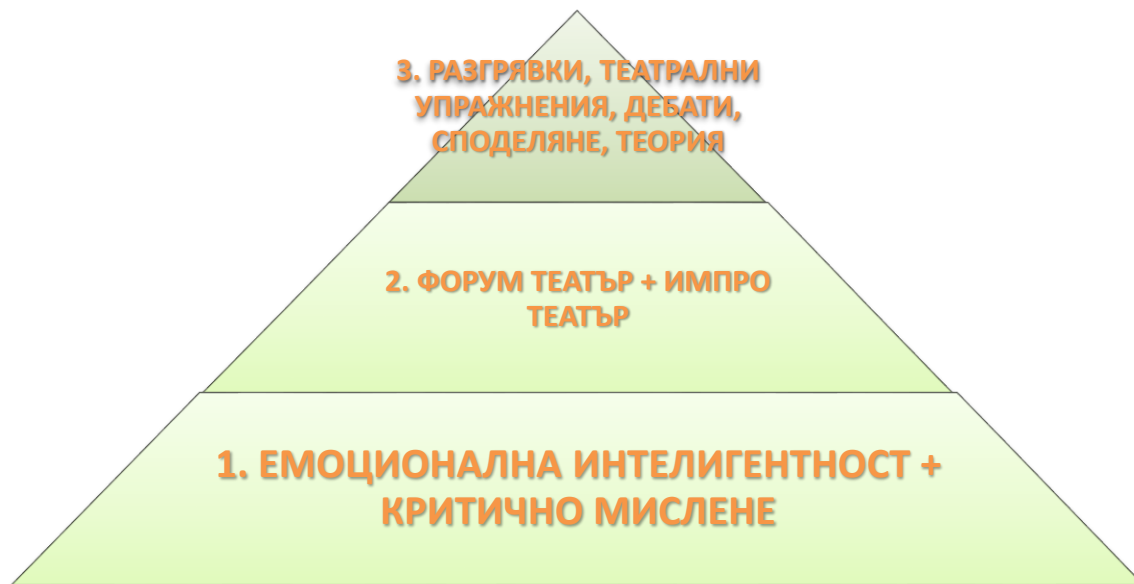 3. РАЗГРЯВКИ, ТЕАТРАЛНИ
УПРАЖНЕНИЯ, ДЕБАТИ,
СПОДЕЛЯНЕ, ТЕОРИЯ
2. ФОРУМ ТЕАТЪР + ИМПРО
ТЕАТЪР
1. ЕМОЦИОНАЛНА ИНТЕЛИГЕНТНОСТ +
КРИТИЧНО МИСЛЕНЕ